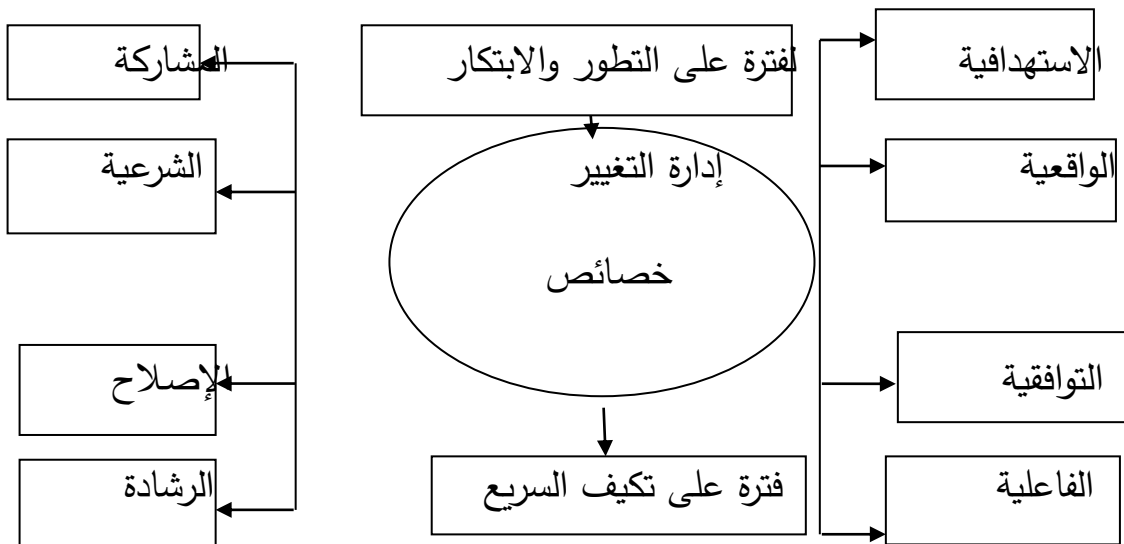 الاستهدافية
لفترة على التطور والابتكار
المشاركة
الواقعية
إدارة التغيير
خصائص
الشرعية
التوافقية
الإصلاح
الفاعلية
فترة على تكيف السريع
الرشادة